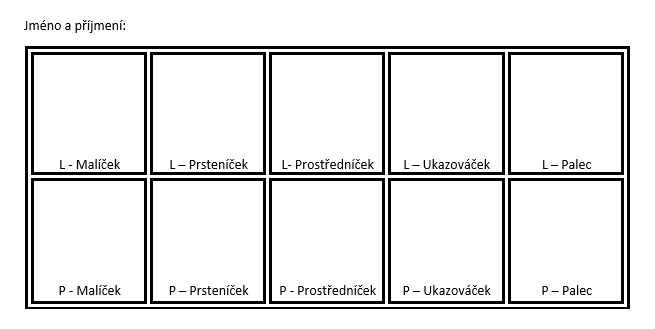 Jméno a příjmení:
L - Malíček L – Prsteníček L- Prostředníček L – Ukazováček L – Palec
P - Malíček P – Prsteníček P - Prostředníček P – Ukazováček P – Palec